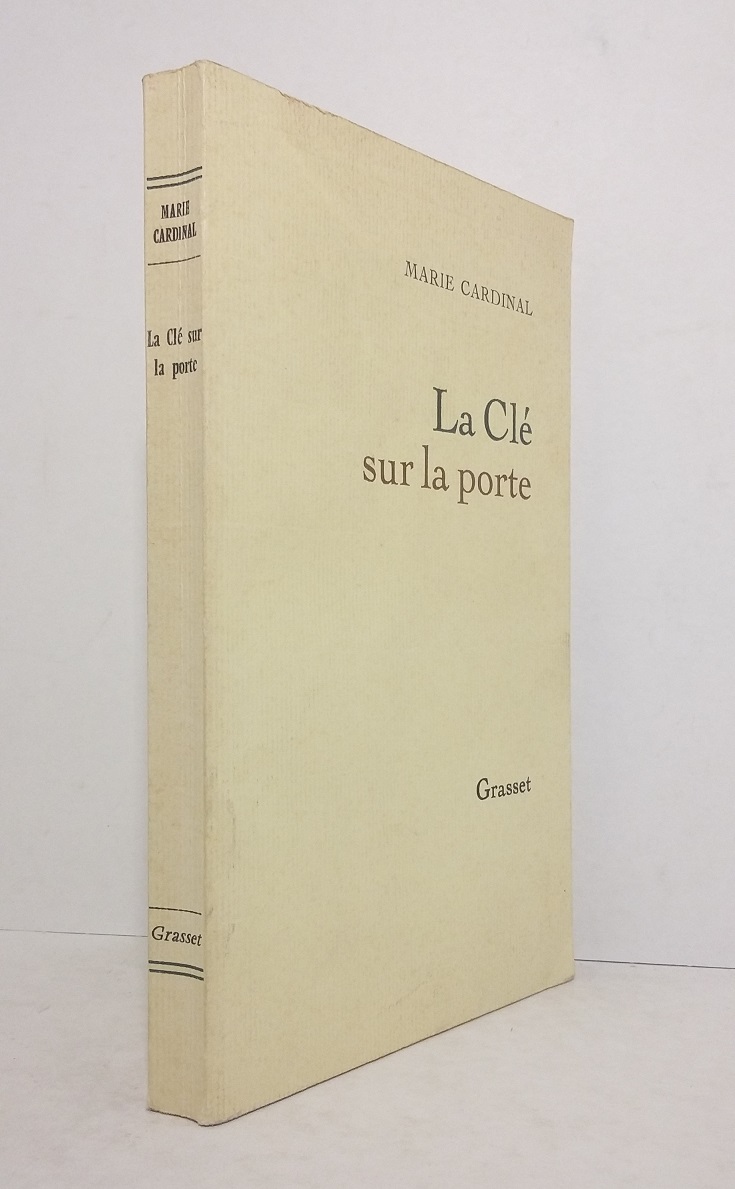 MARIE
CARDINAL
La Clé sur
la porte
Grasset
MARIE CARDINAL
La Clé
sur la porte
Grasset